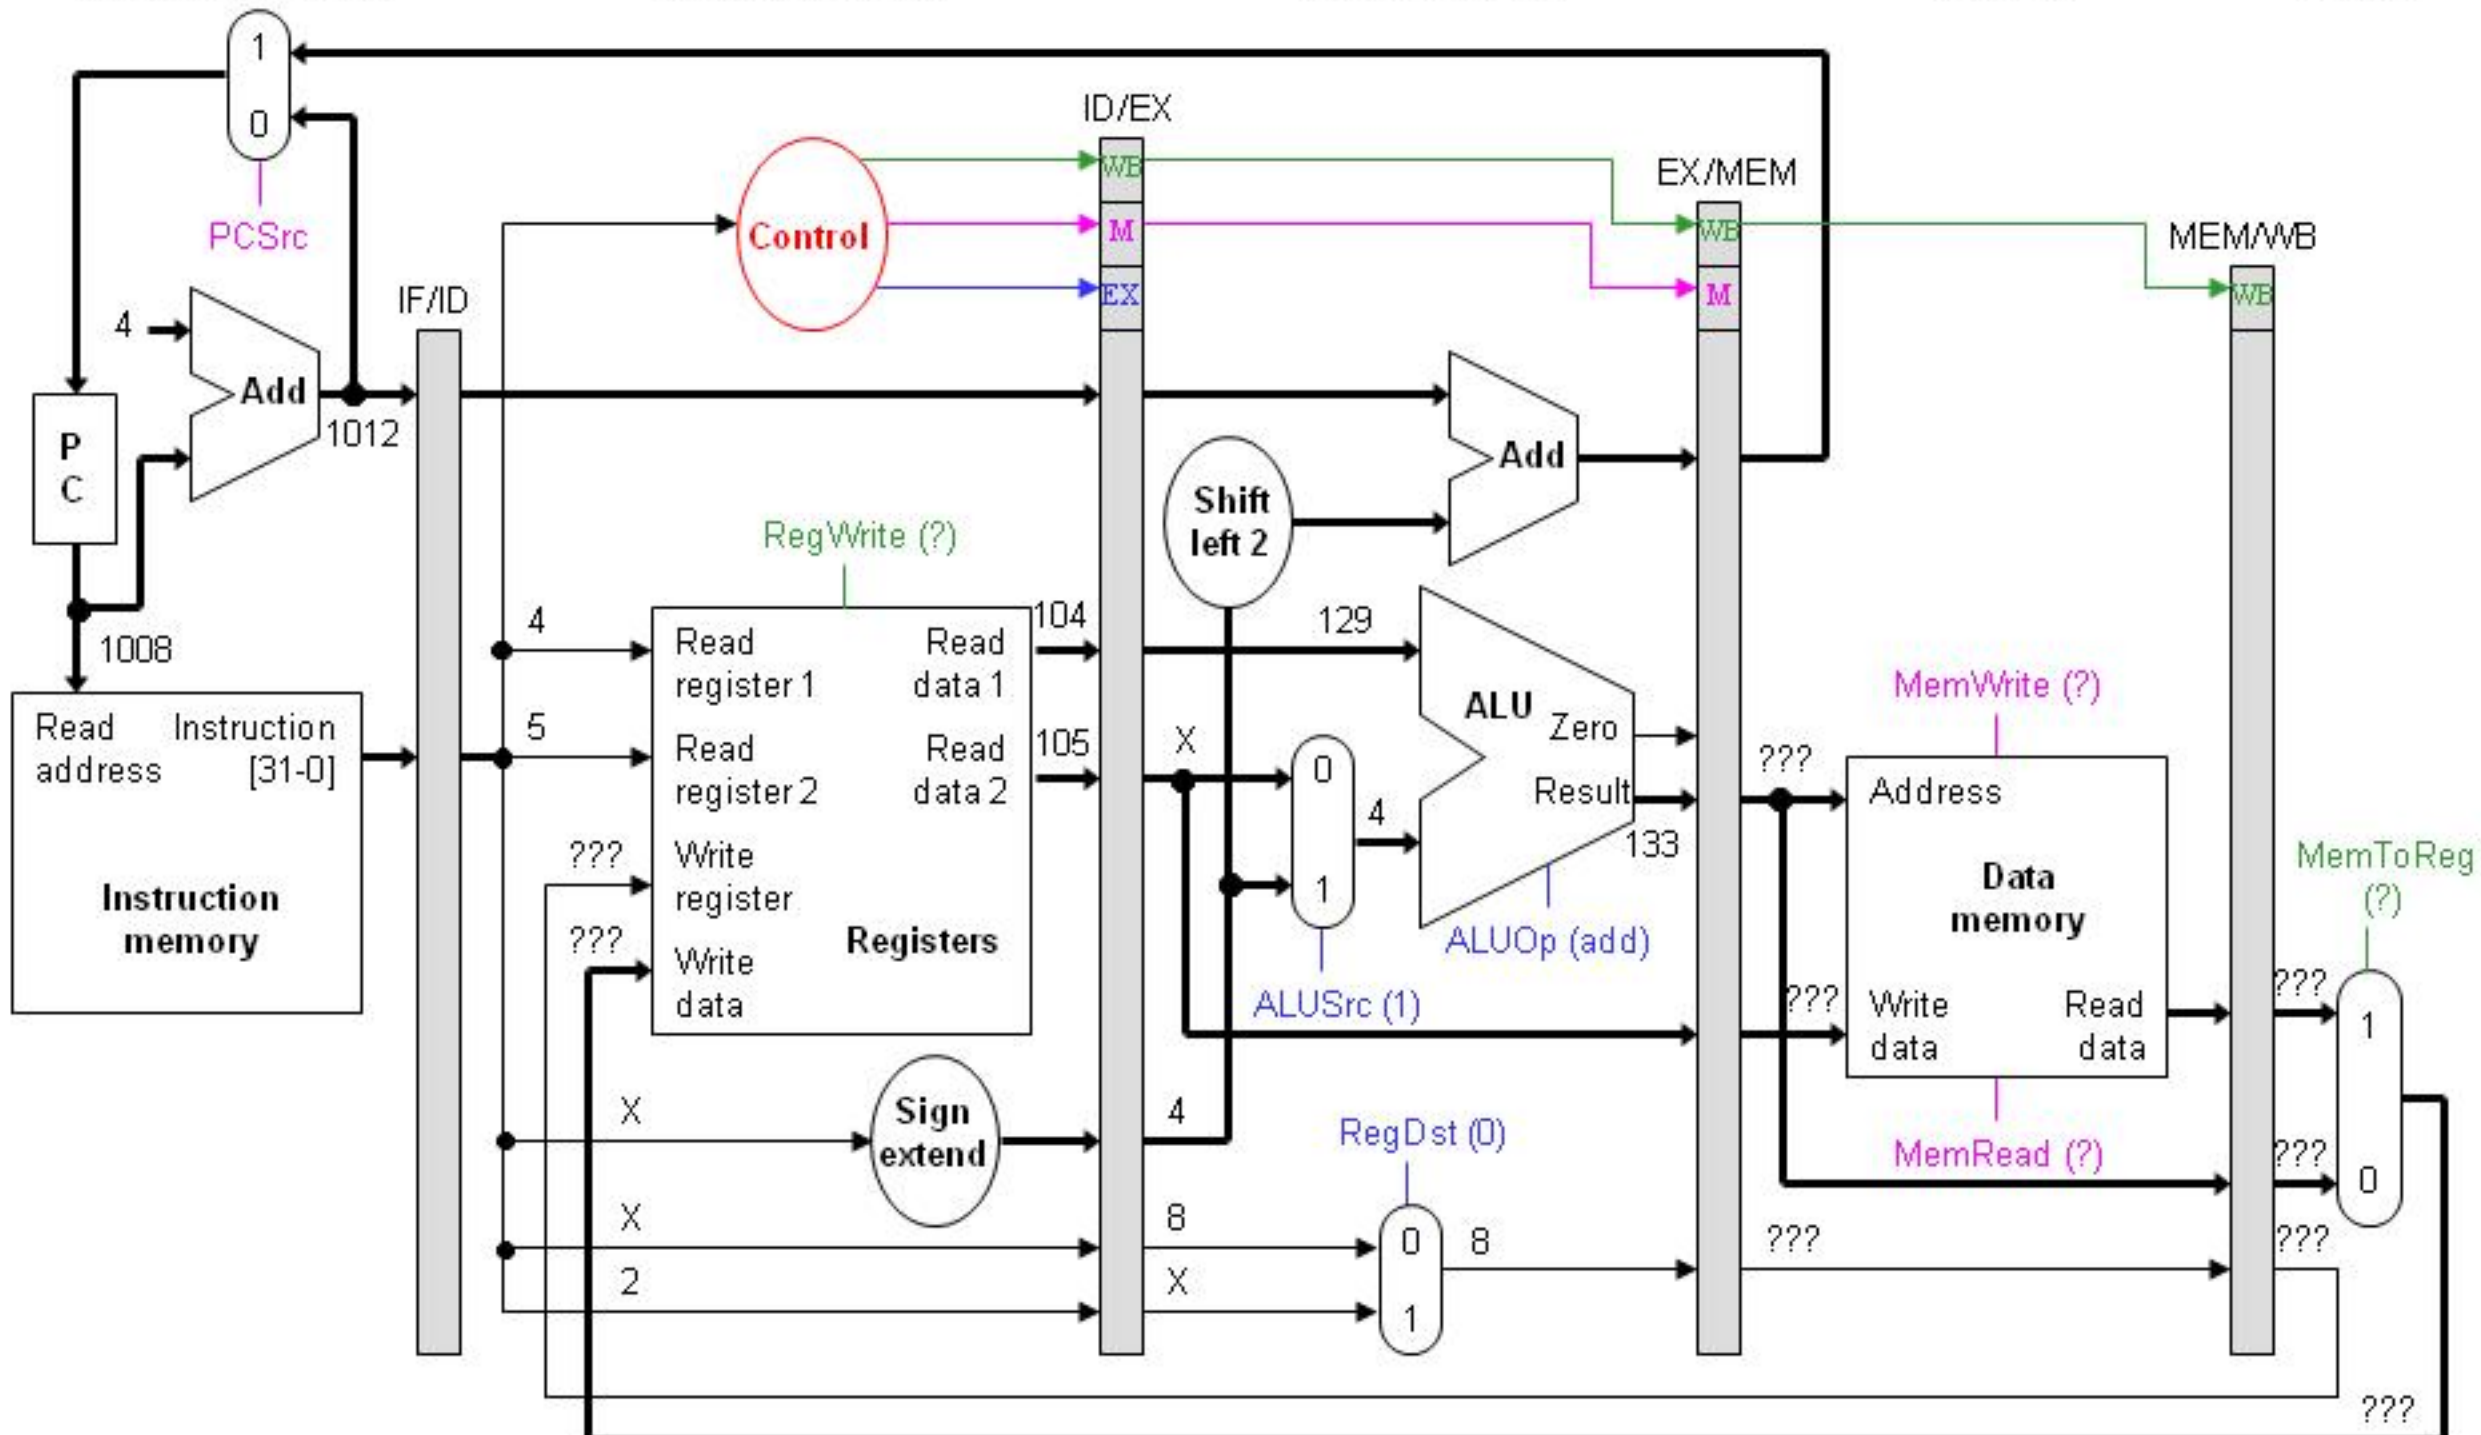 1
0
PCSrc
4
Add
1012
P
C
1008
Read
address
Instruction
[31-0]
Instruction
memory
IF/ID
Control
ID/EX
WB
M
EX
EX/MEM
WB
M
MEM/WB
WB
RegWrite (?)
4
Read
register 1
Read
data 1
104
5
Read
register 2
Read
data 2
105
???
Write
register
???
Write
data
Registers
X
Sign
extend
X
2
Shift
left 2
Add
129
X
0
1
4
ALUSrc (1)
ALU
Zero
Result
133
ALUOp (add)
4
RegDst (0)
8
X
0
1
8
MemWrite (?)
???
Address
Data
memory
???
Write
data
Read
data
MemRead (?)
???
MemToReg
(?)
???
1
???
0
???
???